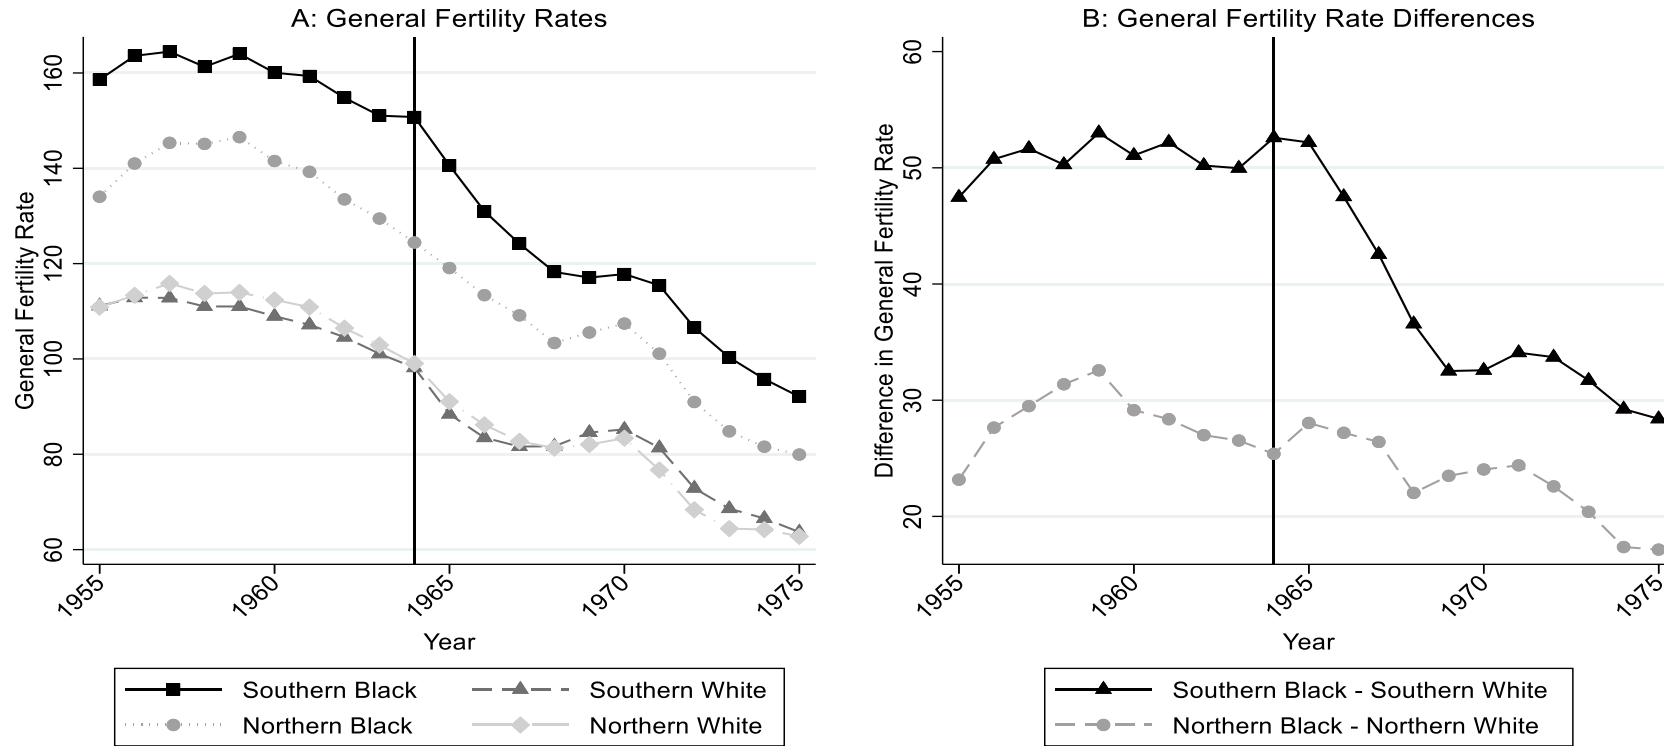 A: General Fertility Rates
General Fertility Rate
160
140
120
100
80
60
1955
1960
1965
1970
1975
Year
Southern Black
Southern White
Northern Black
Northern White
B: General Fertility Rate Differences
Difference in General Fertility Rate
60
50
40
30
20
1955
1960
1965
1970
1975
Year
Southern Black - Southern White
Northern Black - Northern White